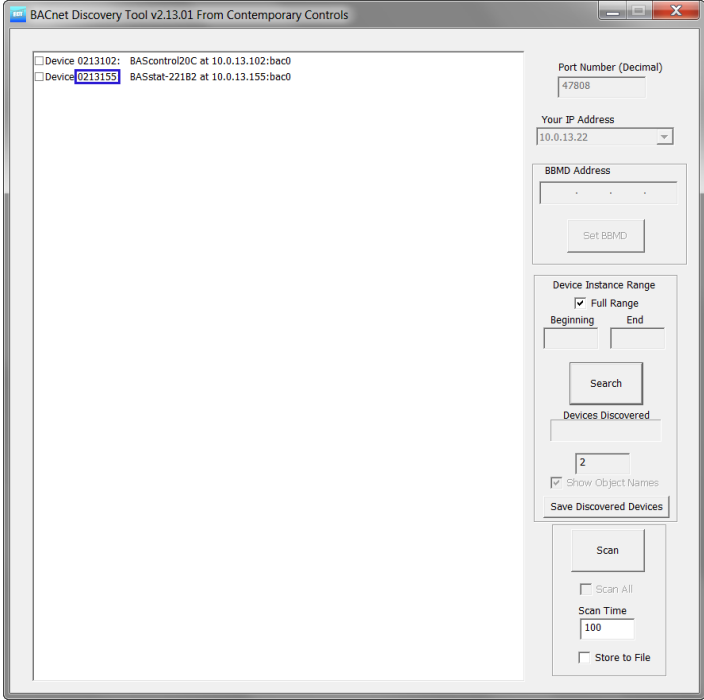 BACnet Discovery Tool v2.13.01 From Contemporary Controls
Device 0213102: BAScontrol20C at 10.0.13.102:bac0
Device 0213155 BASstat-221B2 at 10.0.13.155:bac0
Port Number (Decimal)
47808
Your IP Address
10.0.13.22
BBMD Address
. . .
Set BBMD
Device Instance Range
Full Range
Beginning End
Search
Devices Discovered
2
Show Object Names
Save Discovered Devices
Scan
Scan All
Scan Time
100
Store to File